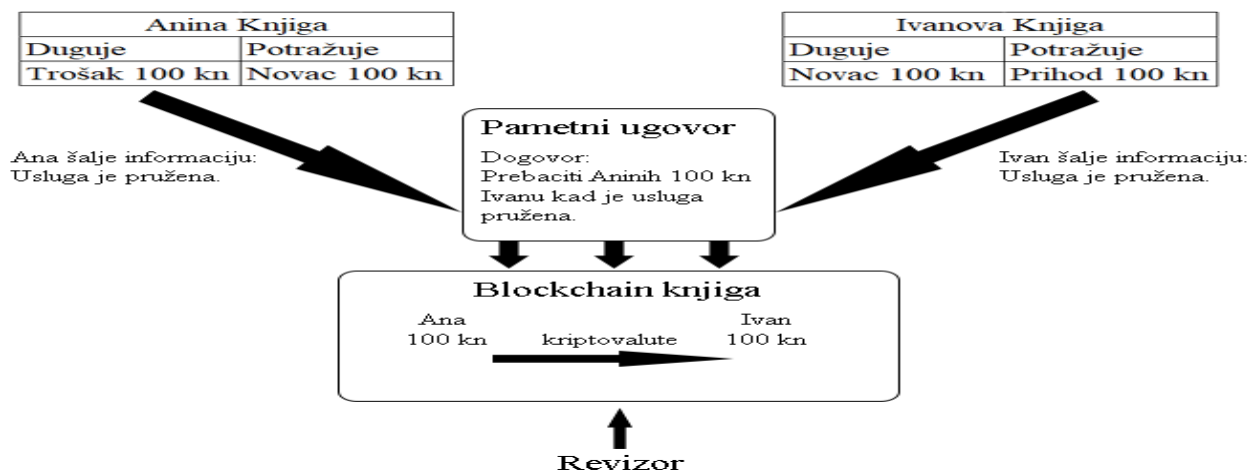 Anina Knjiga
Duguje Potražuje
Trošak 100 kn Novac 100 kn
Ivanova Knjiga
Duguje Potražuje
Novac 100 kn Prihod 100 kn
Ana šalje informaciju:
Usluga je pružena.
Pametni ugovor
Dogovor:
Prebaciti Aninih 100 kn
Ivanu kad je usluga
pružena.
Ivan šalje informaciju:
Usluga je pružena.
Blockchain knjiga
Ana Ivan
100 kn kriptovalute 100 kn
Revizor